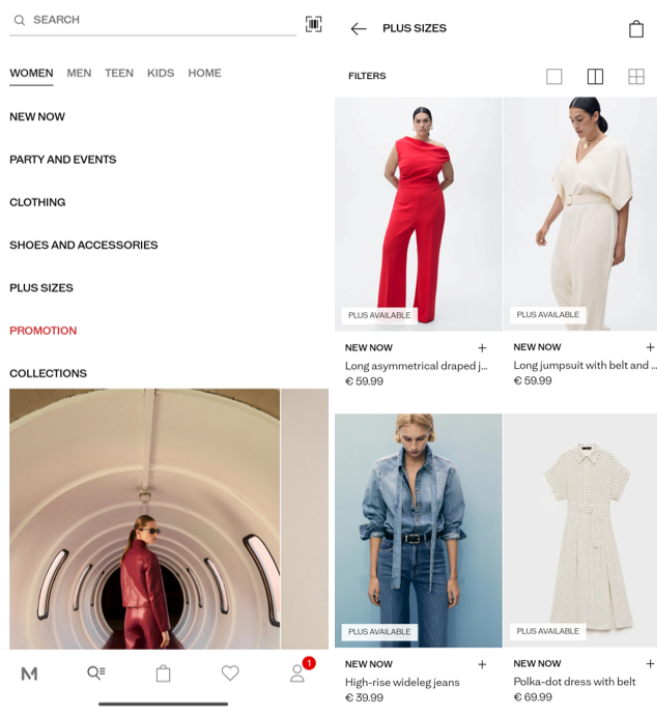 SEARCH
WOMEN MEN TEEN KIDS HOME
NEW NOW
PARTY AND EVENTS
CLOTHING
SHOES AND ACCESSORIES
PLUS SIZES
PROMOTION
COLLECTIONS
M
1
PLUS SIZES
FILTERS
PLUS AVAILABLE
PLUS AVAILABLE
NEW NOW +
Long asymmetrical draped j...
€ 59.99
NEW NOW +
Long jumpsuit with belt and ...
€ 59.99
PLUS AVAILABLE
PLUS AVAILABLE
NEW NOW +
High-rise wideleg jeans
€ 39.99
NEW NOW +
Polka-dot dress with belt
€ 69.99